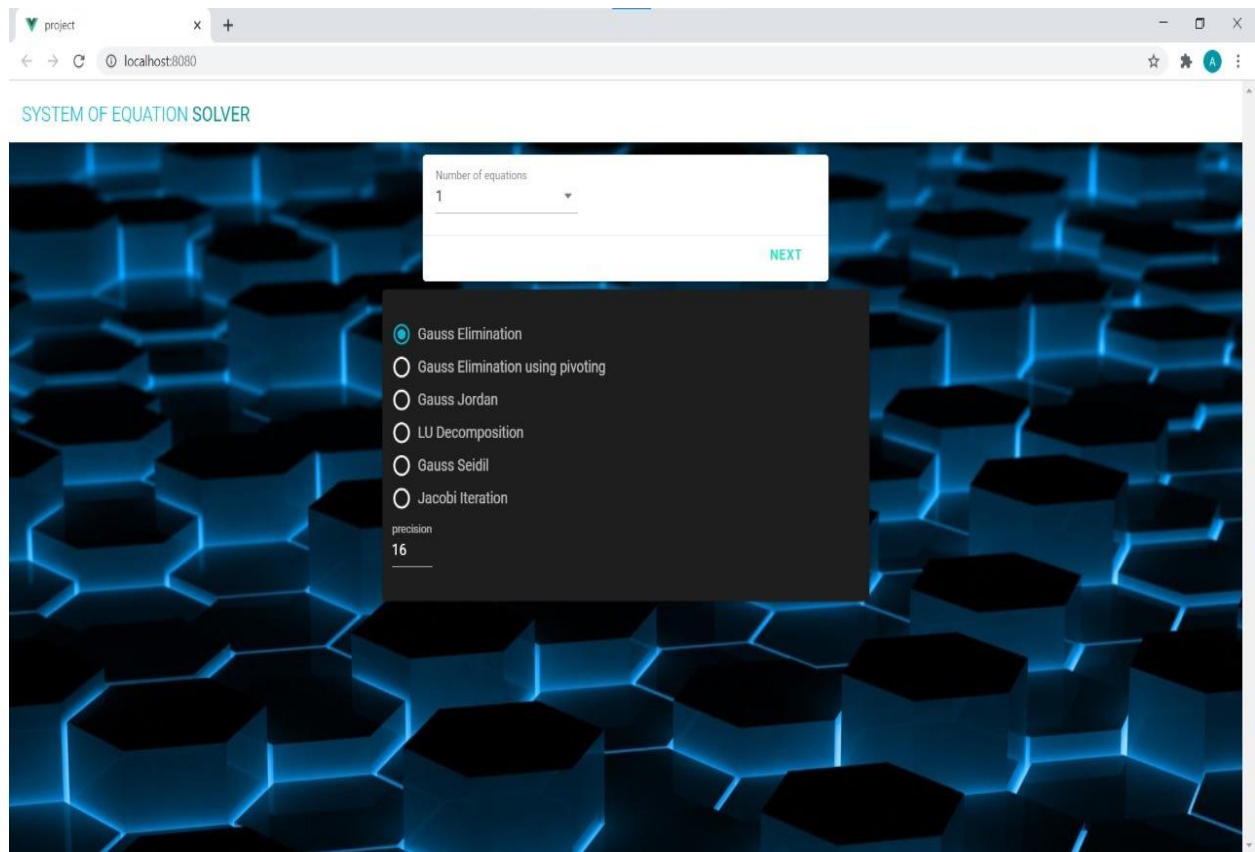 project
localhost:8080
A
SYSTEM OF EQUATION SOLVER
Number of equations
1
NEXT
Gauss Elimination
Gauss Elimination using pivoting
Gauss Jordan
LU Decomposition
Gauss Seidil
Jacobi Iteration
precision
16